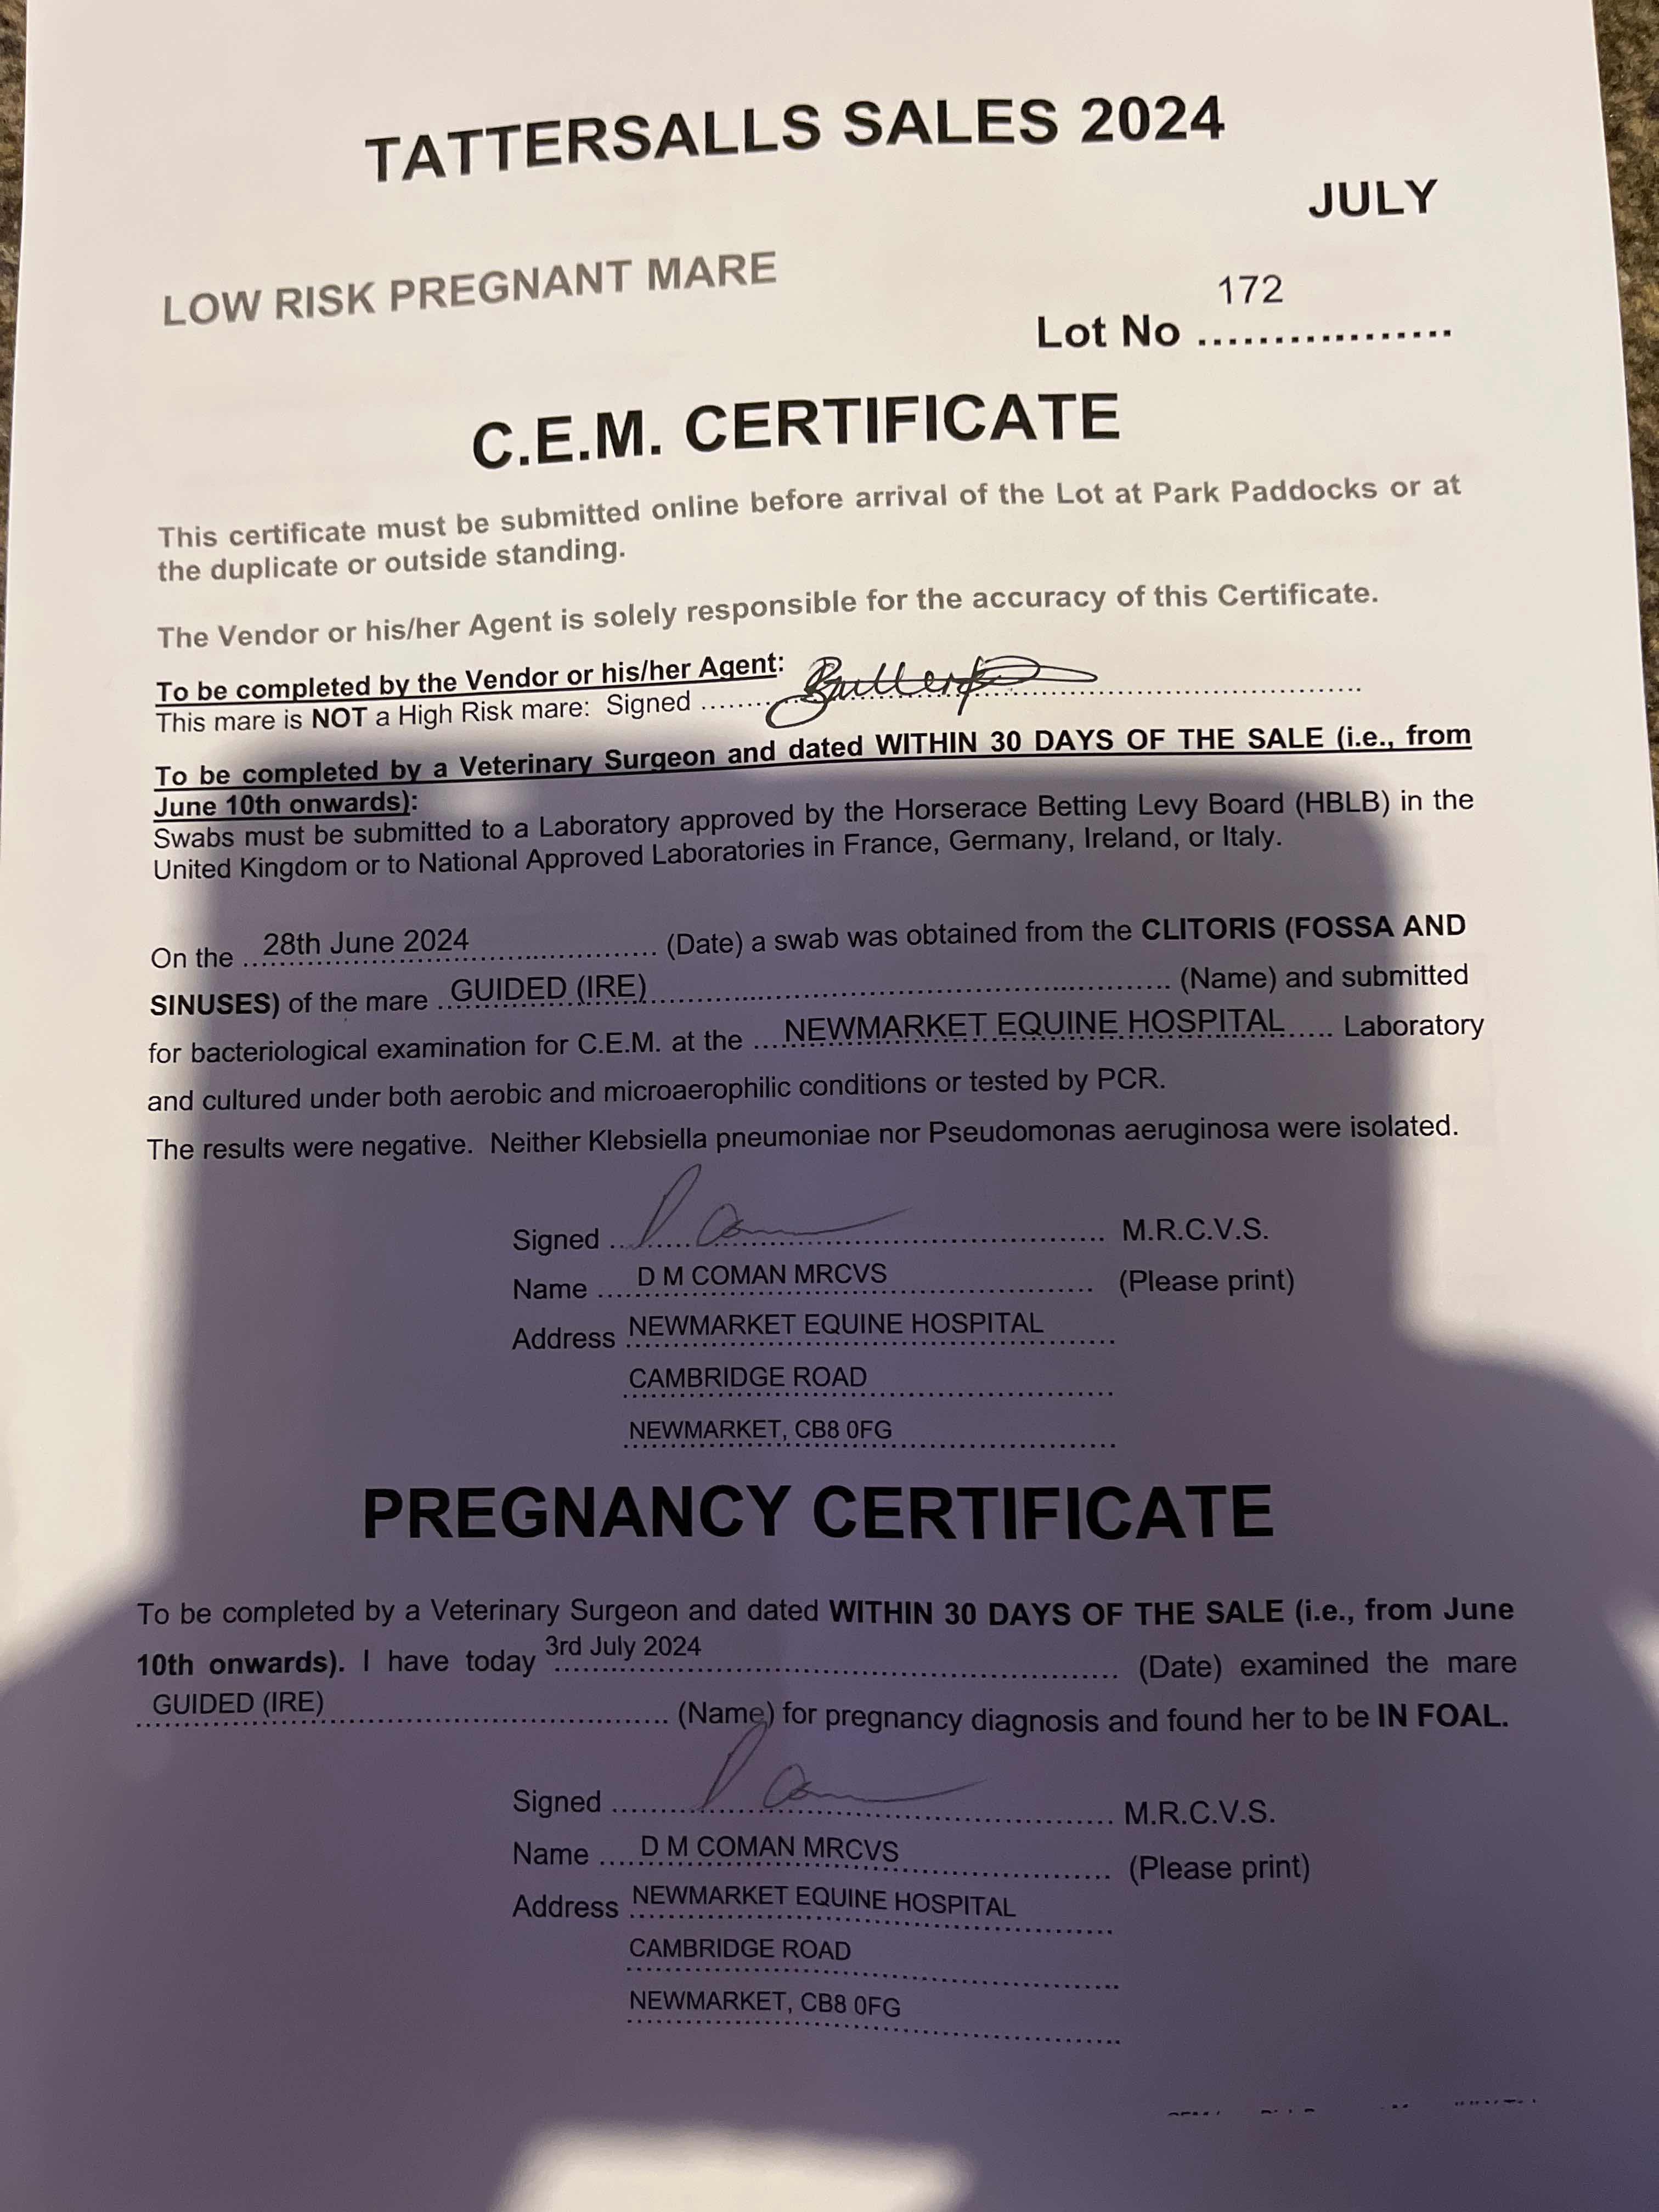 TATTERSALLS SALES 2024
JULY
LOW RISK PREGNANT MARE
172
Lot No ..................
C.E.M. CERTIFICATE
This certificate must be submitted online before arrival of the Lot at Park Paddocks or at
the duplicate or outside standing.
The Vendor or his/her Agent is solely responsible for the accuracy of this Certificate.
To be completed by the Vendor or his/her Agent:
This mare is NOT a High Risk mare: Signed
To be completed by a Veterinary Surgeon and dated WITHIN 30 DAYS OF THE SALE (i.e., from
June 10th onwards):
Swabs must be submitted to a Laboratory approved by the Horserace Betting Levy Board (HBLB) in the
United Kingdom or to National Approved Laboratories in France, Germany, Ireland, or Italy.
On the 28th June 2024 (Date) a swab was obtained from the CLITORIS (FOSSA AND
SINUSES) of the mare GUIDED (IRE) (Name) and submitted
for bacteriological examination for C.E.M. at the NEWMARKET EQUINE HOSPITAL Laboratory
and cultured under both aerobic and microaerophilic conditions or tested by PCR.
The results were negative. Neither Klebsiella pneumoniae nor Pseudomonas aeruginosa were isolated.
Signed M.R.C.V.S.
Name D M COMAN MRCVS (Please print)
Address NEWMARKET EQUINE HOSPITAL
CAMBRIDGE ROAD
NEWMARKET, CB8 0FG
PREGNANCY CERTIFICATE
To be completed by a Veterinary Surgeon and dated WITHIN 30 DAYS OF THE SALE (i.e., from June
10th onwards). I have today 3rd July 2024 (Date) examined the mare
GUIDED (IRE) (Name) for pregnancy diagnosis and found her to be IN FOAL.
Signed M.R.C.V.S.
Name D M COMAN MRCVS (Please print)
Address NEWMARKET EQUINE HOSPITAL
CAMBRIDGE ROAD
NEWMARKET, CB8 0FG